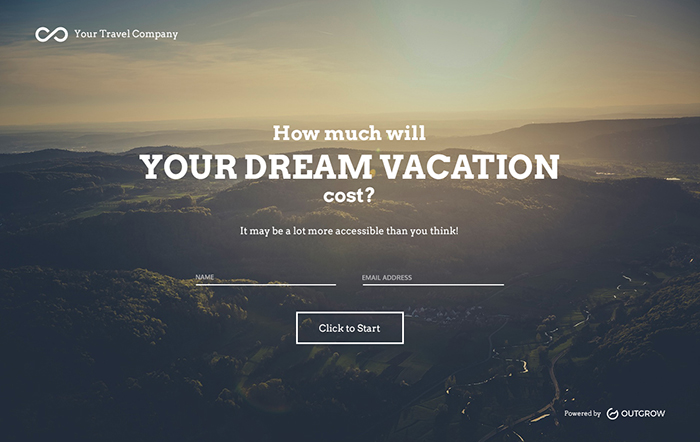 Your Travel Company
How much will
YOUR DREAM VACATION
cost?
It may be a lot more accessible than you think!
NAME
EMAIL ADDRESS
Click to Start
Powered by OUTGROW